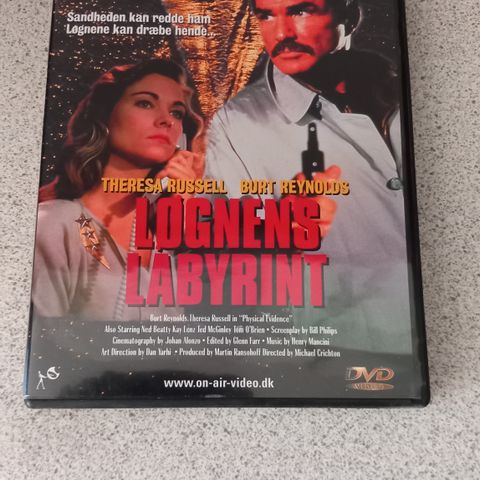 Sandheden kan redde ham
Løgnene kan dræbe hende...
THERESA RUSSELL BURT REYNOLDS
LØGNENS
LABYRINT
Burt Reynolds.Theresa Russell in "Physical Evidence"
Also Starring Ned Beatty Kay Lenz Ted McGinley Tom O'Brien • Screenplay by Bill Philips
Cinematography by Johan Alonzo • Edited by Glenn Farr • Music by Henry Mancini
Art Direction by Dan Yarhi • Produced by Martin Ransohoff Directed by Michael Crichton
www.on-air-video.dk
DVD
VIDEO